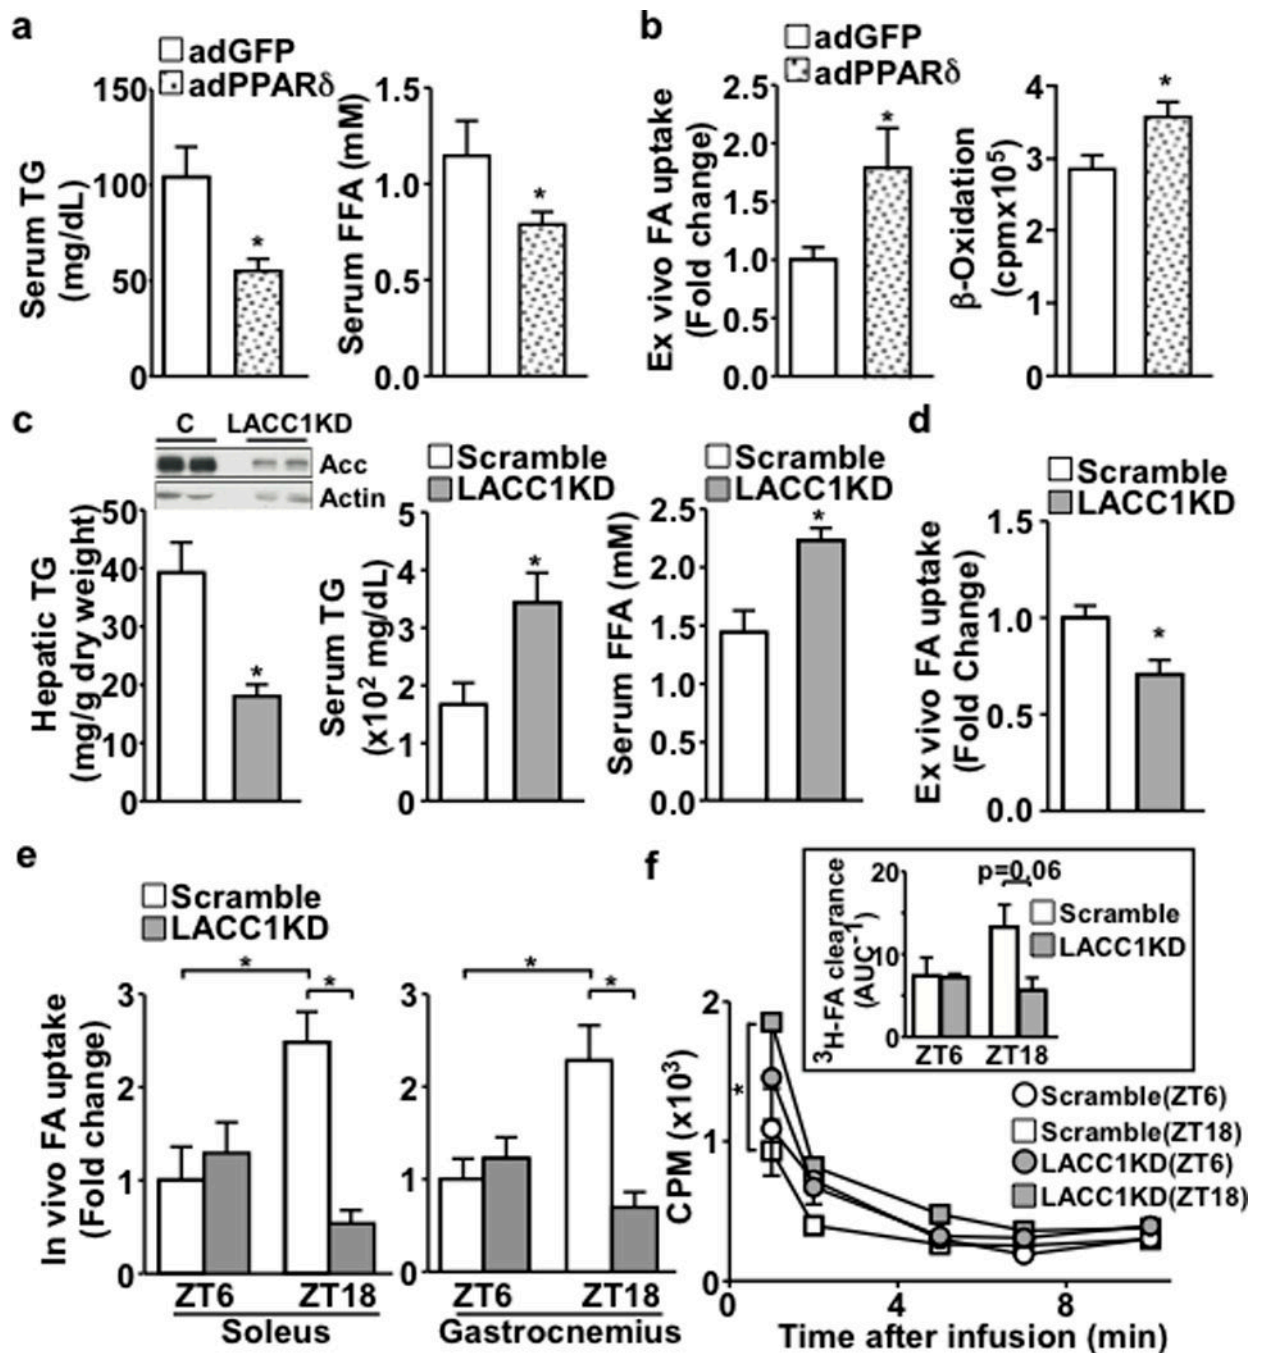 a
adGFP
adPPARδ
Serum TG
(mg/dL)
150
100
50
0
Serum FFA (mM)
1.5
1.0
0.5
0.0
*
*
b
adGFP
adPPARδ
Ex vivo FA uptake
(Fold change)
2.5
2.0
1.5
1.0
0.5
0.0
*
β-Oxidation
(cpmx10⁵)
4
3
2
1
0
*
c
C LACC1KD
Acc
Actin
Hepatic TG
(mg/g dry weight)
50
40
30
20
10
0
*
Scramble
LACC1KD
Serum TG
(x10² mg/dL)
5
4
3
2
1
0
*
Scramble
LACC1KD
Serum FFA (mM)
2.5
2.0
1.5
1.0
0.5
0.0
*
d
Scramble
LACC1KD
Ex vivo FA uptake
(Fold Change)
1.5
1.0
0.5
0.0
*
e
Scramble
LACC1KD
In vivo FA uptake
(Fold change)
3
2
1
0
* *
ZT6 ZT18
Soleus
3
2
1
0
* *
ZT6 ZT18
Gastrocnemius
f
³H-FA clearance
(AUC⁻¹)
20
10
0
p=0.06
Scramble
LACC1KD
ZT6 ZT18
CPM (x10³)
2
1
0
*
Scramble(ZT6)
Scramble(ZT18)
LACC1KD(ZT6)
LACC1KD(ZT18)
0 4 8
Time after infusion (min)